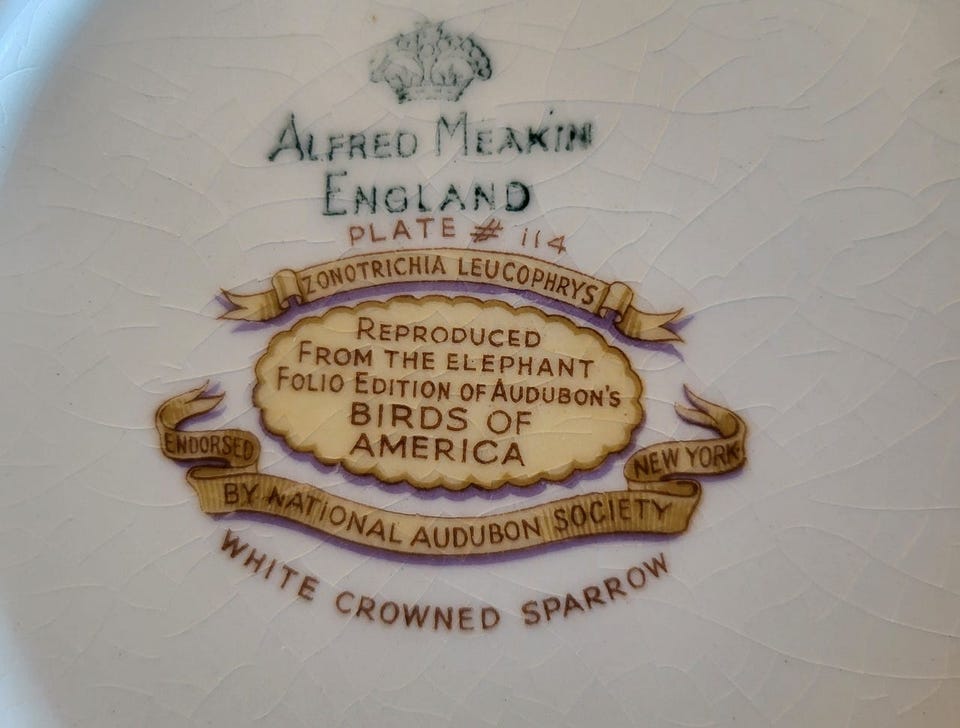 ALFRED MEAKIN
ENGLAND
PLATE # 114
ZONOTRICHIA LEUCOPHRYS
REPRODUCED
FROM THE ELEPHANT
FOLIO EDITION OF AUDUBON'S
BIRDS OF
AMERICA
ENDORSED
BY NATIONAL AUDUBON SOCIETY
NEW YORK
WHITE CROWNED SPARROW